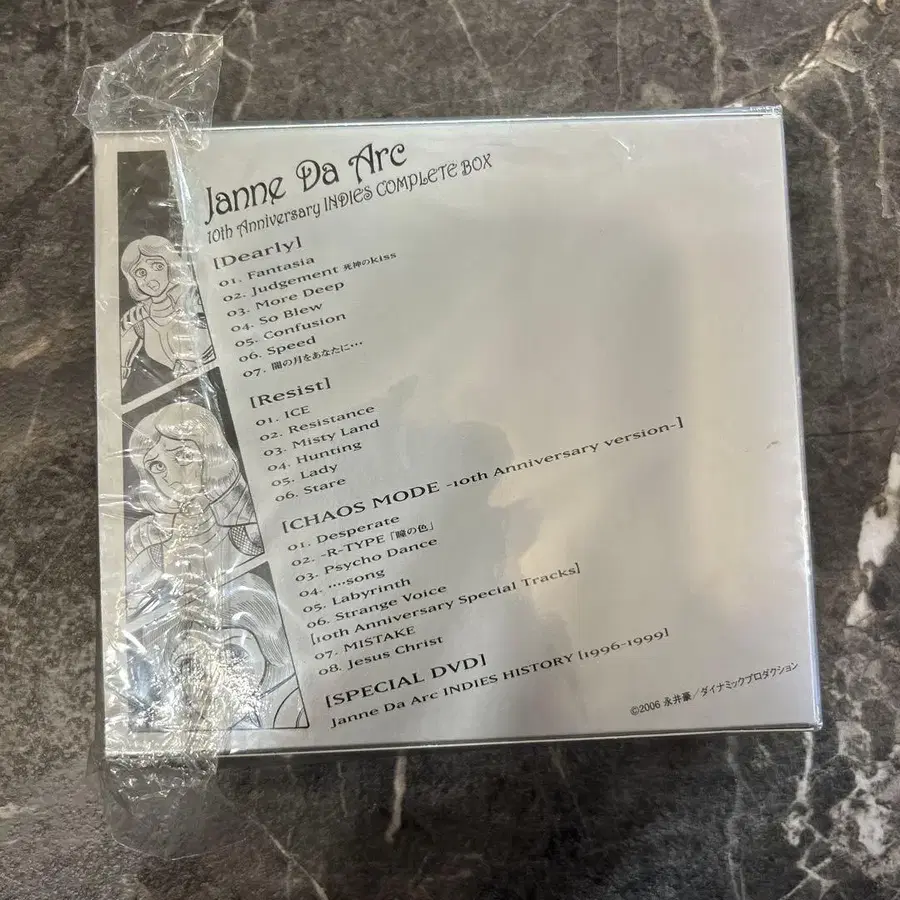 Janne Da Arc
10th Anniversary INDIES COMPLETE BOX
[Dearly]
01. Fantasia
02. Judgement 死神のkiss
03. More Deep
04. So Blew
05. Confusion
06. Speed
07. 闇の月をあなたに…
[Resist]
01. ICE
02. Resistance
03. Misty Land
04. Hunting
05. Lady
06. Stare
[CHAOS MODE -10th Anniversary version-]
01. Desperate
02. -R-TYPE「瞳の色」
03. Psycho Dance
04. ····song
05. Labyrinth
06. Strange Voice
[10th Anniversary Special Tracks]
07. MISTAKE
08. Jesus Christ
[SPECIAL DVD]
Janne Da Arc INDIES HISTORY [1996-1999]
©2006 永井豪／ダイナミックプロダクション